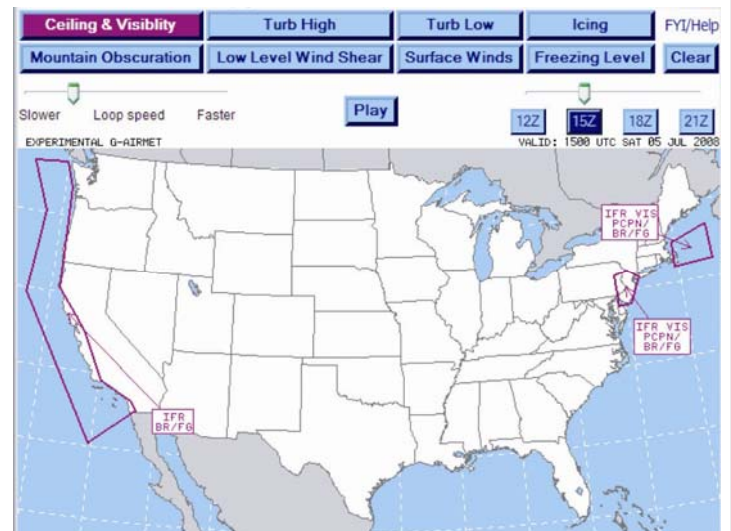 Ceiling & Visiblity
Turb High
Turb Low
Icing
FYI/Help
Mountain Obscuration
Low Level Wind Shear
Surface Winds
Freezing Level
Clear
Slower
Loop speed
Faster
Play
12Z
15Z
18Z
21Z
EXPERIMENTAL G-AIRMET
VALID: 1500 UTC SAT 05 JUL 2008
IFR VIS
PCPN/
BR/FG
IFR VIS
PCPN/
BR/FG
IFR
BR/FG